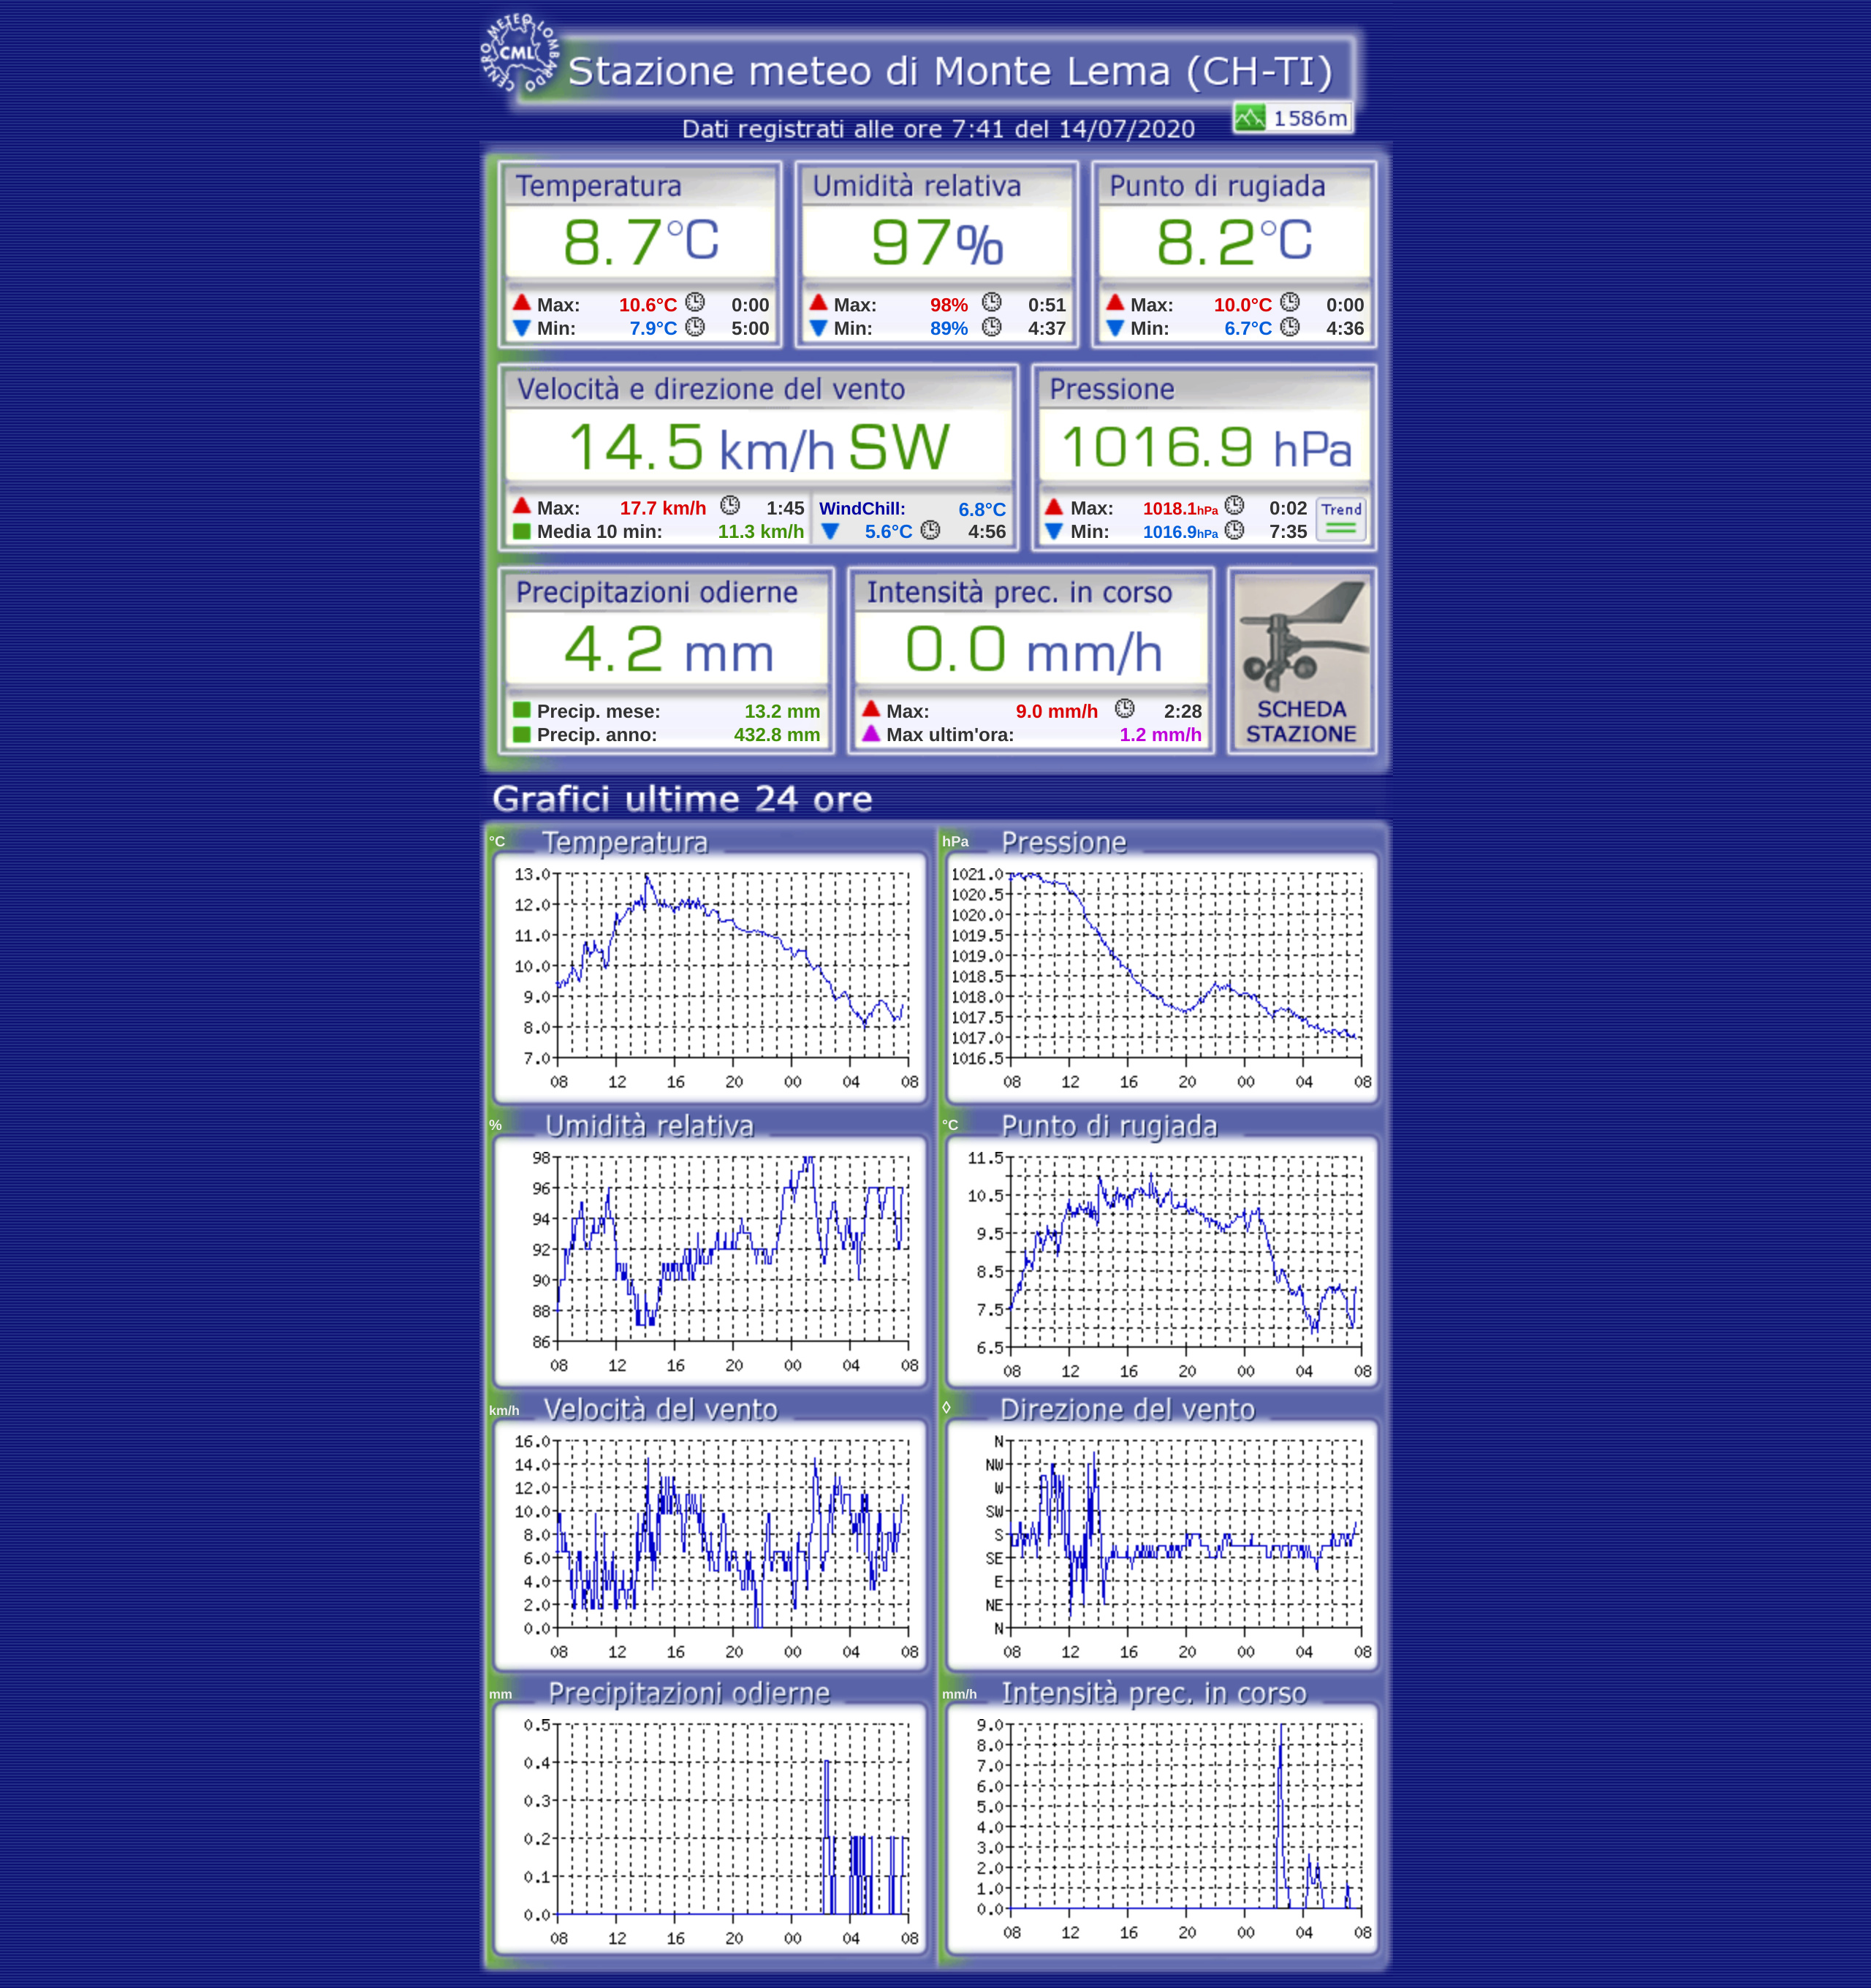 CENTRO METEO LOMBARDO
CML
Stazione meteo di Monte Lema (CH-TI)
1586m
Dati registrati alle ore 7:41 del 14/07/2020
Temperatura Umidità relativa Punto di rugiada
8.7°C 97% 8.2°C
Max: 10.6°C 0:00 Max: 98% 0:51 Max: 10.0°C 0:00
Min: 7.9°C 5:00 Min: 89% 4:37 Min: 6.7°C 4:36
Velocità e direzione del vento Pressione
14.5 km/h SW 1016.9 hPa
Max: 17.7 km/h 1:45 WindChill: 6.8°C Max: 1018.1hPa 0:02 Trend
Media 10 min: 11.3 km/h 5.6°C 4:56 Min: 1016.9hPa 7:35
Precipitazioni odierne Intensità prec. in corso
4.2 mm 0.0 mm/h
Precip. mese: 13.2 mm Max: 9.0 mm/h 2:28 SCHEDA
Precip. anno: 432.8 mm Max ultim'ora: 1.2 mm/h STAZIONE
Grafici ultime 24 ore
°C Temperatura
13.0
12.0
11.0
10.0
9.0
8.0
7.0
08 12 16 20 00 04 08
hPa Pressione
1021.0
1020.5
1020.0
1019.5
1019.0
1018.5
1018.0
1017.5
1017.0
1016.5
08 12 16 20 00 04 08
% Umidità relativa
98
96
94
92
90
88
86
08 12 16 20 00 04 08
°C Punto di rugiada
11.5
10.5
9.5
8.5
7.5
6.5
08 12 16 20 00 04 08
km/h Velocità del vento
16.0
14.0
12.0
10.0
8.0
6.0
4.0
2.0
0.0
08 12 16 20 00 04 08
◊ Direzione del vento
N
NW
W
SW
S
SE
E
NE
N
08 12 16 20 00 04 08
mm Precipitazioni odierne
0.5
0.4
0.3
0.2
0.1
0.0
08 12 16 20 00 04 08
mm/h Intensità prec. in corso
9.0
8.0
7.0
6.0
5.0
4.0
3.0
2.0
1.0
0.0
08 12 16 20 00 04 08